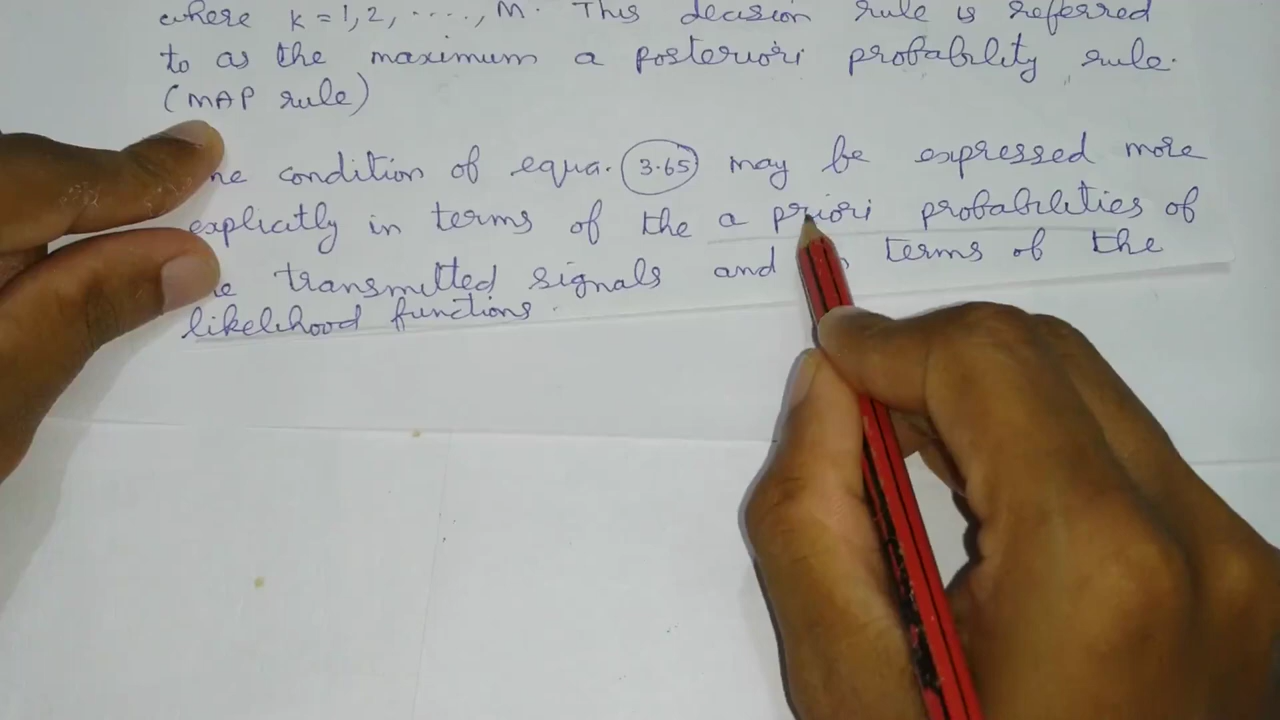 where k = 1, 2, ....., M. This decision rule is referred
to as the maximum a posteriori probability rule.
(MAP rule)
condition of equa. 3.65 may be expressed more
explicitly in terms of the a priori probabilities of
transmitted signals and terms of the
likelihood functions.